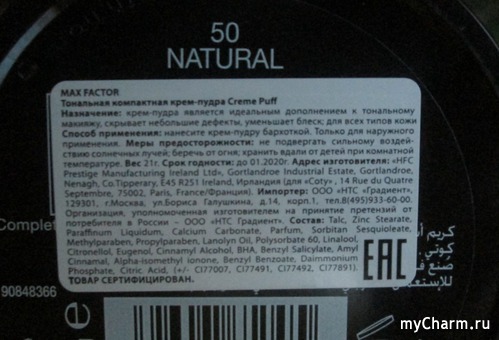 50
NATURAL
MAX FACTOR
Тональная компактная крем-пудра Creme Puff
Назначение: крем-пудра является идеальным дополнением к тональному
макияжу, скрывает небольшие дефекты, уменьшает блеск; для всех типов кожи
Способ применения: нанесите крем-пудру бархоткой. Только для наружного
применения. Меры предосторожности: не подвергать сильному воздей-
ствию солнечных лучей; беречь от огня; хранить вдали от детей при комнатной
температуре. Вес 21г. Срок годности: до 01.2020г. Адрес изготовителя: «HFC
Prestige Manufacturing Ireland Ltd», Gortlandroe Industrial Estate, Gortlandroe,
Nenagh, Co.Tipperary, E45 RK51, Ирландия (для «Coty» , 14 Rue du Quatre
Septembre, 75002, Paris, France/Франция). Импортер: ООО «НТС «Градиент»,
129301, г.Москва, ул.Бориса Галушкина, д.14, корп.1, тел.8(495)933-60-00.
Организация, уполномоченная изготовителем на принятие претензий от
потребителя в России - ООО «НТС Градиент». Состав: Talc, Zinc Stearate,
Paraffinum Liquidum, Calcium Carbonate, Parfum, Sorbitan Sesquioleate,
Methylparaben, Propylparaben, Lanolyn Oil, Polysorbate 60, Linalool,
Citronellol, Eugenol, Cinnamyl Alcohol, BHA, Benzyl Salicylate, Amyl
Cinnamal, Alpha-isomethyl ionone, Benzyl Benzoate, Daimmonium
Phosphate, Citric Acid, (+/- CI77007, CI77491, CI77492, CI77891).
ТОВАР СЕРТИФИЦИРОВАН.
EAC
Complet
90848366
كريم أ
كوتي
صنع ف
للإستعم
myCharm.ru